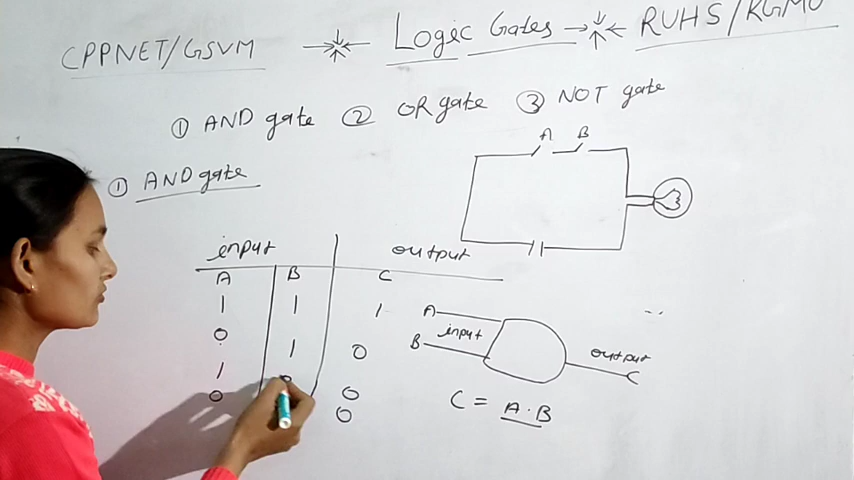 CPPNET/GSVM Logic Gates RUHS/KGMU
① AND gate ② OR gate ③ NOT gate
① AND gate
A B
input output
A B C
1 1 1
0 1 0
1 0 0
0 0
A
B input output C
C = A·B